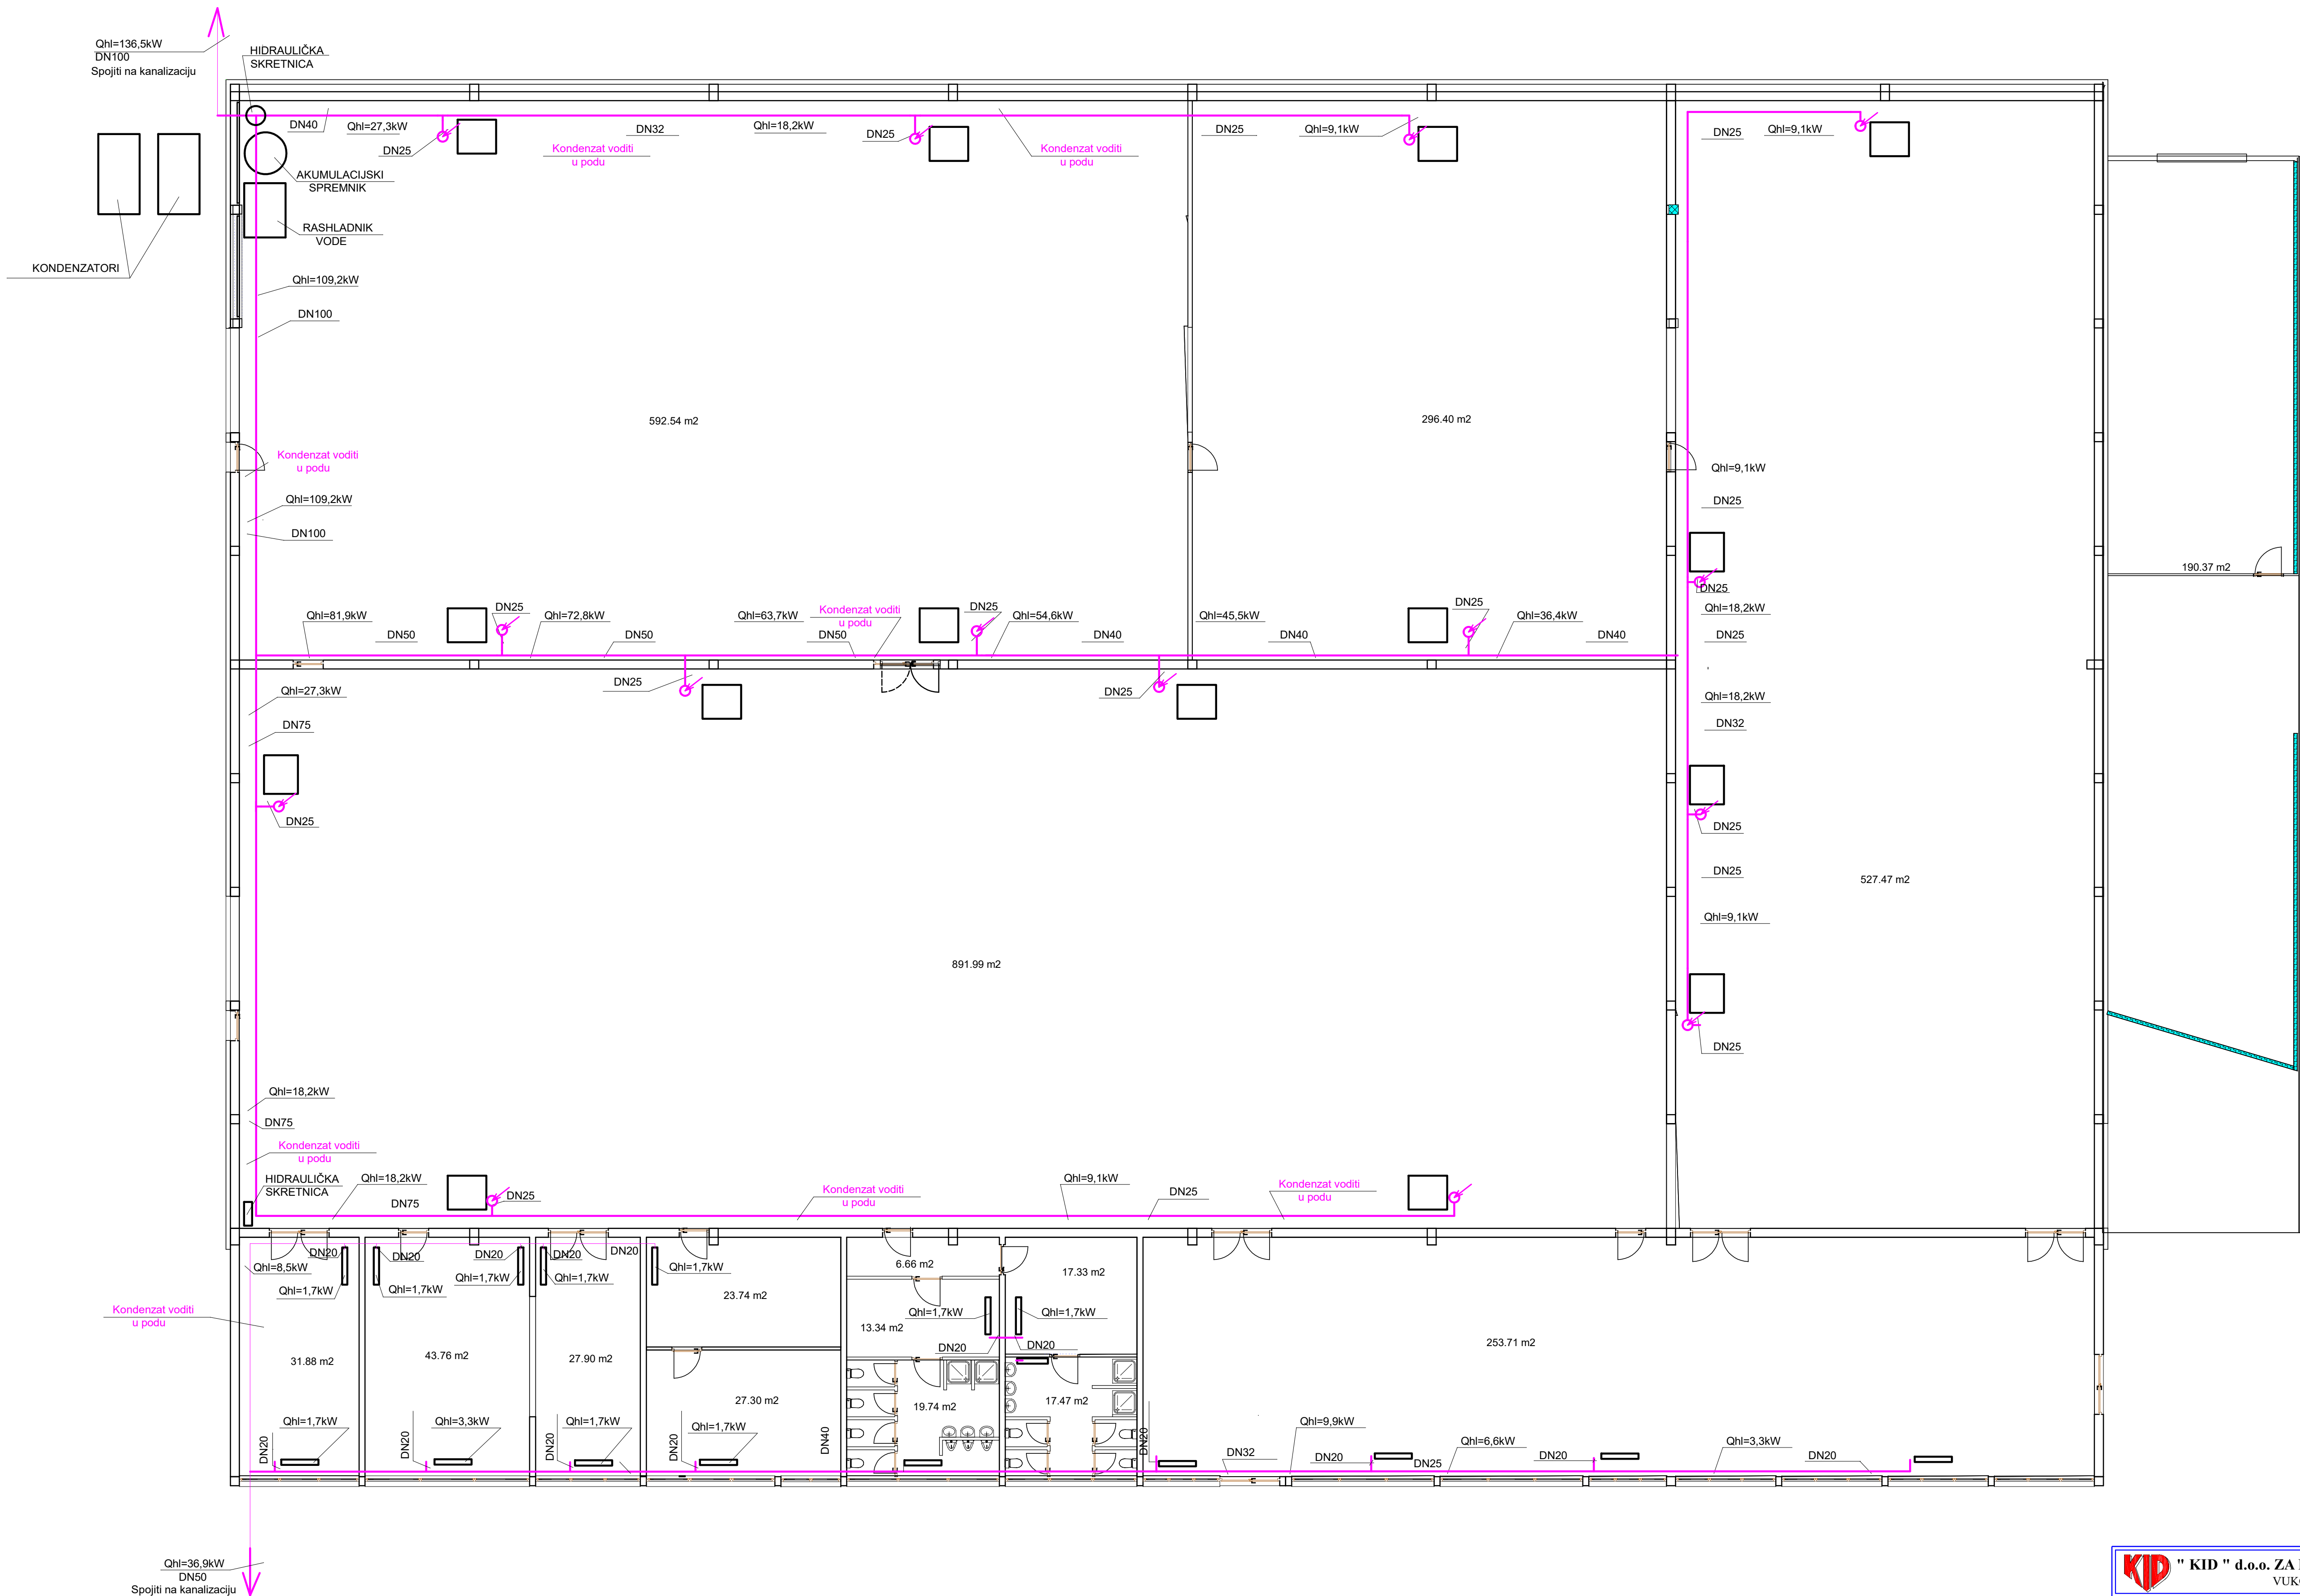 Qhl=136,5kW
DN100
Spojiti na kanalizaciju
HIDRAULIČKA
SKRETNICA
DN40
Qhl=27,3kW
DN25
DN32
Qhl=18,2kW
DN25
DN25
Qhl=9,1kW
DN25
Qhl=9,1kW
Kondenzat voditi
u podu
Kondenzat voditi
u podu
AKUMULACIJSKI
SPREMNIK
RASHLADNIK
VODE
KONDENZATORI
Qhl=109,2kW
DN100
592.54 m2
296.40 m2
Kondenzat voditi
u podu
Qhl=9,1kW
Qhl=109,2kW
DN25
DN100
190.37 m2
DN25
Qhl=81,9kW
DN50
DN25
Qhl=72,8kW
DN50
Qhl=63,7kW
Kondenzat voditi
u podu
DN50
DN25
Qhl=54,6kW
DN40
Qhl=45,5kW
DN40
DN25
Qhl=36,4kW
DN40
Qhl=18,2kW
DN25
DN25
DN25
Qhl=27,3kW
DN75
Qhl=18,2kW
DN32
DN25
DN25
DN25
527.47 m2
Qhl=9,1kW
891.99 m2
DN25
Qhl=18,2kW
DN75
Kondenzat voditi
u podu
HIDRAULIČKA
SKRETNICA
Qhl=18,2kW
DN75
DN25
Kondenzat voditi
u podu
Qhl=9,1kW
DN25
Kondenzat voditi
u podu
DN20
DN20
DN20
DN20
DN20
Qhl=8,5kW
Qhl=1,7kW
Qhl=1,7kW
Qhl=1,7kW
Qhl=1,7kW
Qhl=1,7kW
6.66 m2
17.33 m2
23.74 m2
Kondenzat voditi
u podu
Qhl=1,7kW
Qhl=1,7kW
13.34 m2
DN20
DN20
31.88 m2
43.76 m2
27.90 m2
253.71 m2
27.30 m2
19.74 m2
17.47 m2
Qhl=1,7kW
DN20
Qhl=3,3kW
DN20
Qhl=1,7kW
DN20
Qhl=1,7kW
DN20
DN40
DN20
DN32
Qhl=9,9kW
DN20
DN25
Qhl=6,6kW
DN20
Qhl=3,3kW
DN20
Qhl=36,9kW
DN50
Spojiti na kanalizaciju
KID
" KID " d.o.o. ZA